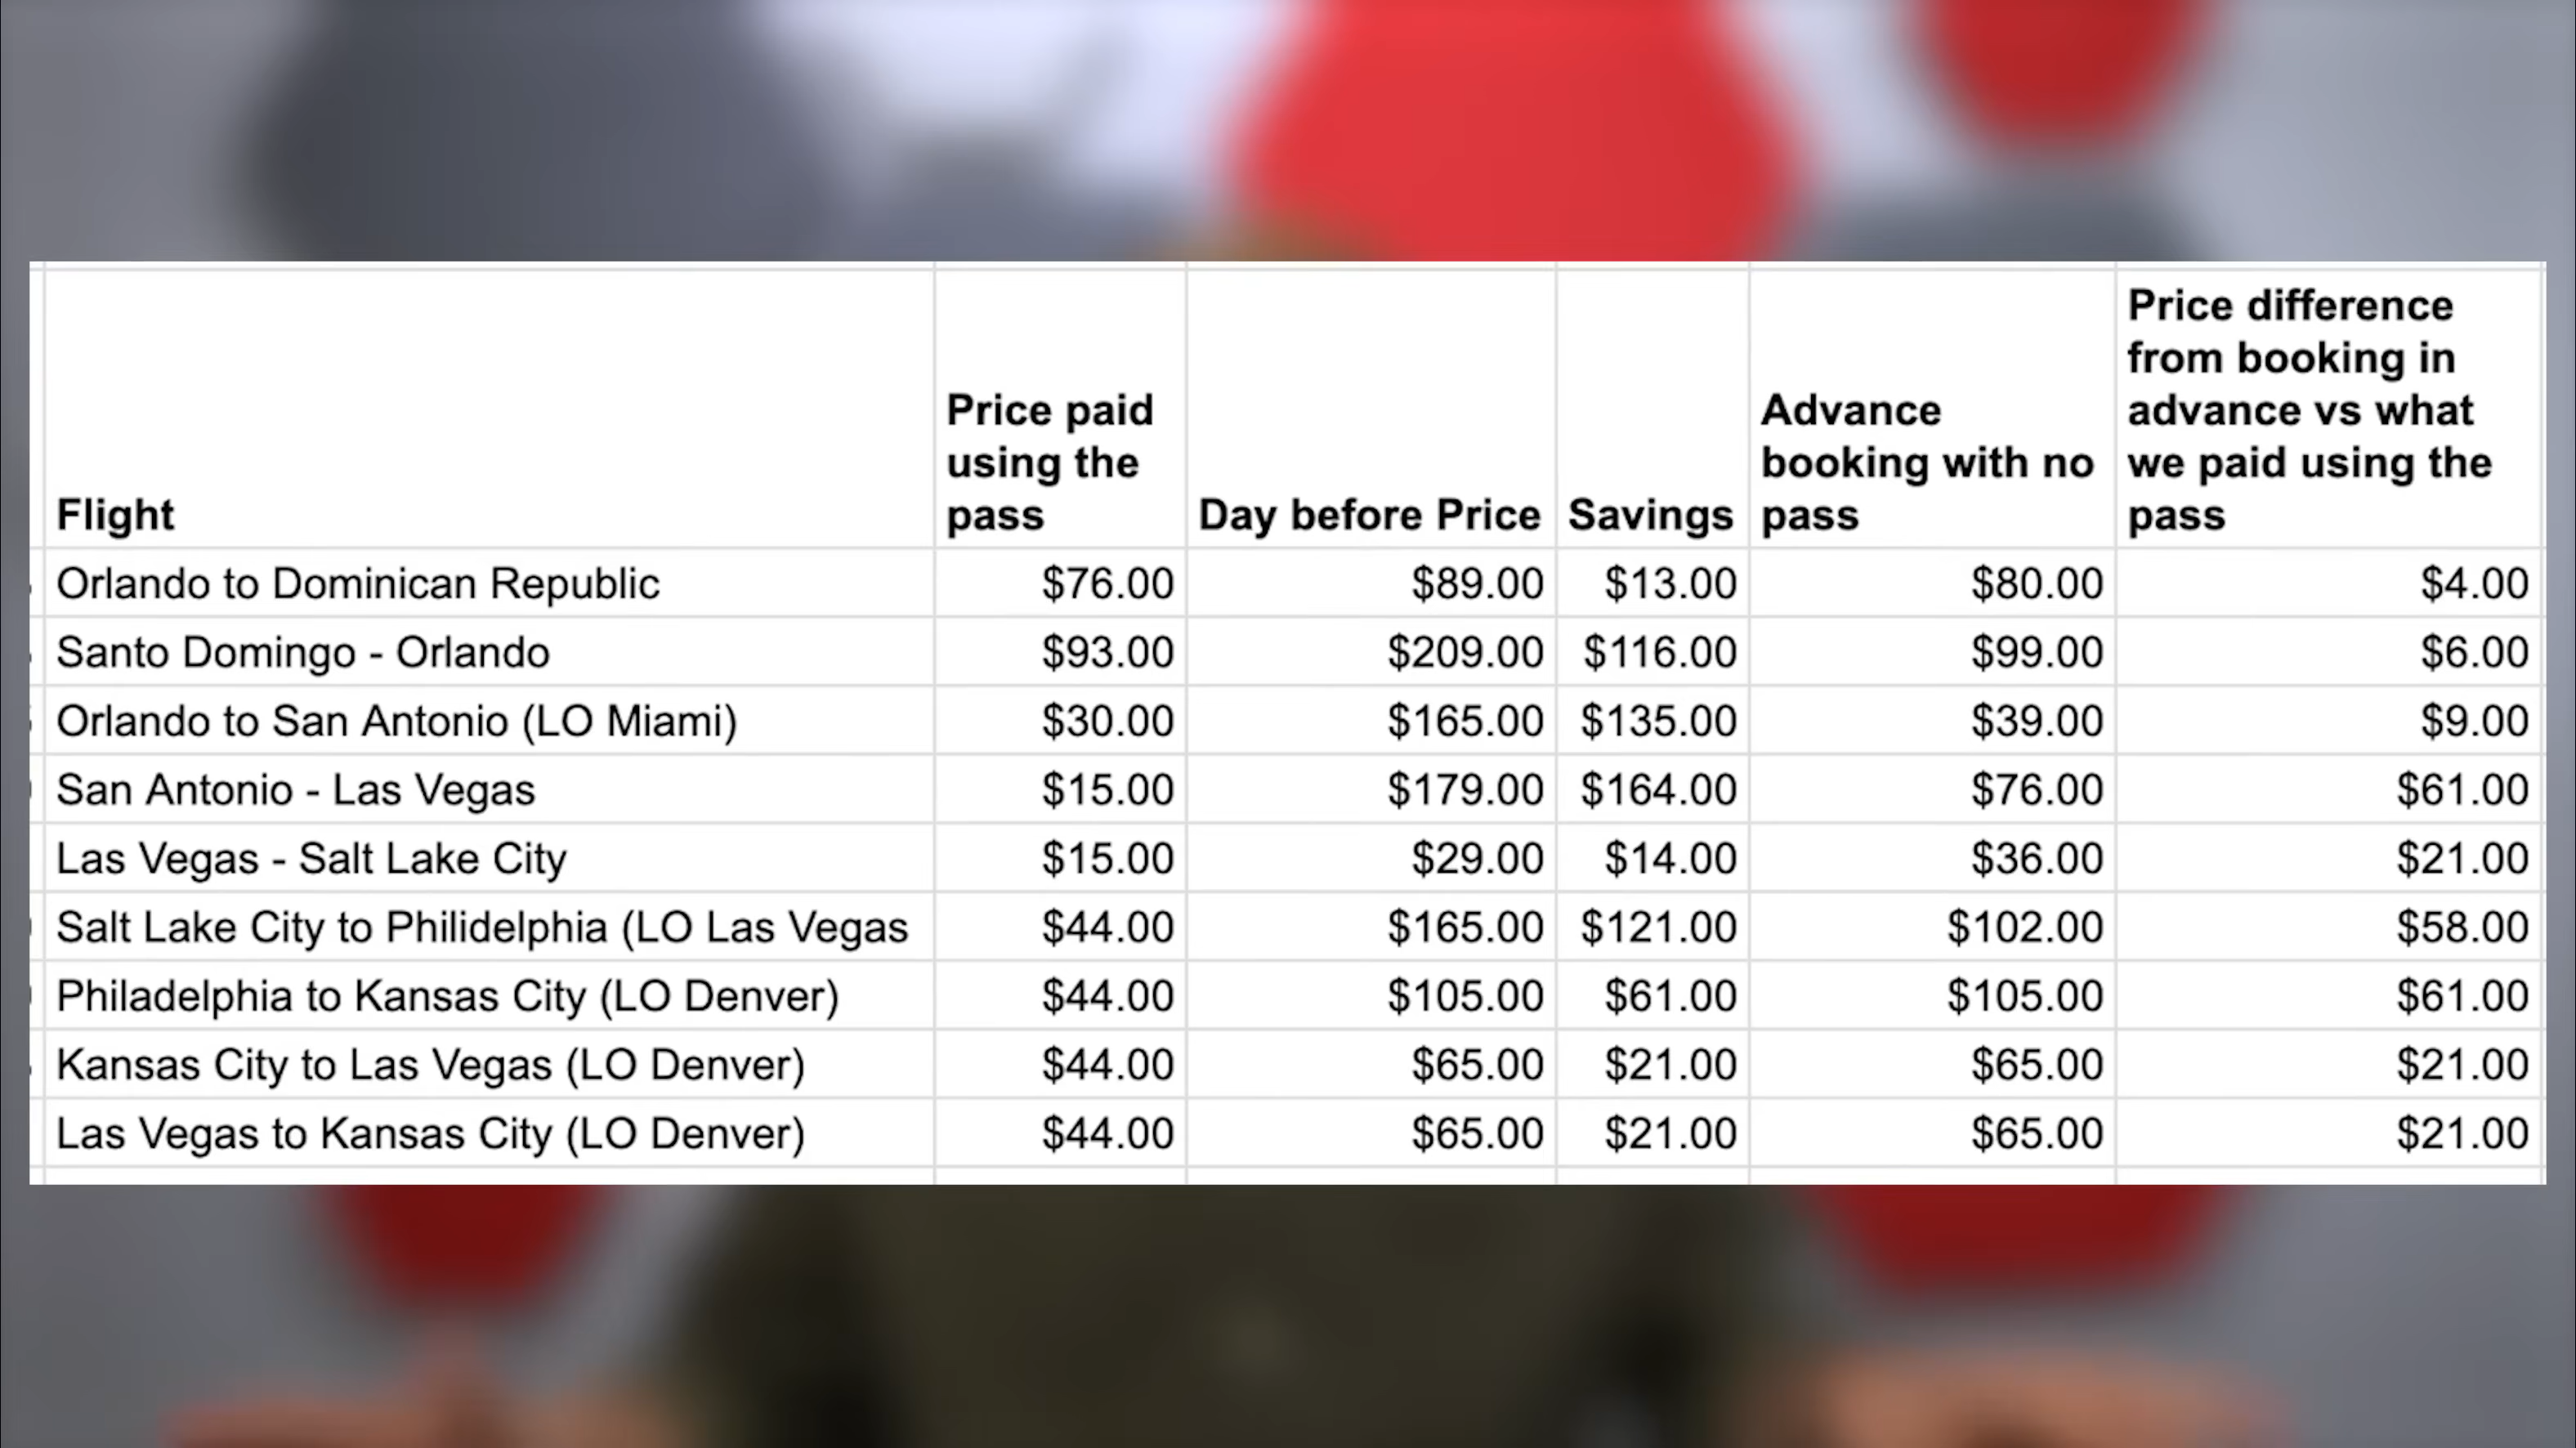 Flight | Price paid using the pass | Day before Price | Savings | Advance booking with no pass | Price difference from booking in advance vs what we paid using the pass
Orlando to Dominican Republic | $76.00 | $89.00 | $13.00 | $80.00 | $4.00
Santo Domingo - Orlando | $93.00 | $209.00 | $116.00 | $99.00 | $6.00
Orlando to San Antonio (LO Miami) | $30.00 | $165.00 | $135.00 | $39.00 | $9.00
San Antonio - Las Vegas | $15.00 | $179.00 | $164.00 | $76.00 | $61.00
Las Vegas - Salt Lake City | $15.00 | $29.00 | $14.00 | $36.00 | $21.00
Salt Lake City to Philidelphia (LO Las Vegas | $44.00 | $165.00 | $121.00 | $102.00 | $58.00
Philadelphia to Kansas City (LO Denver) | $44.00 | $105.00 | $61.00 | $105.00 | $61.00
Kansas City to Las Vegas (LO Denver) | $44.00 | $65.00 | $21.00 | $65.00 | $21.00
Las Vegas to Kansas City (LO Denver) | $44.00 | $65.00 | $21.00 | $65.00 | $21.00